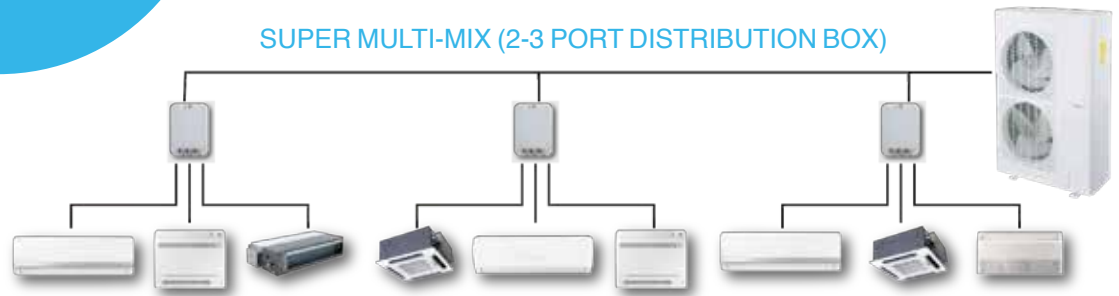 SUPER MULTI-MIX (2-3 PORT DISTRIBUTION BOX)